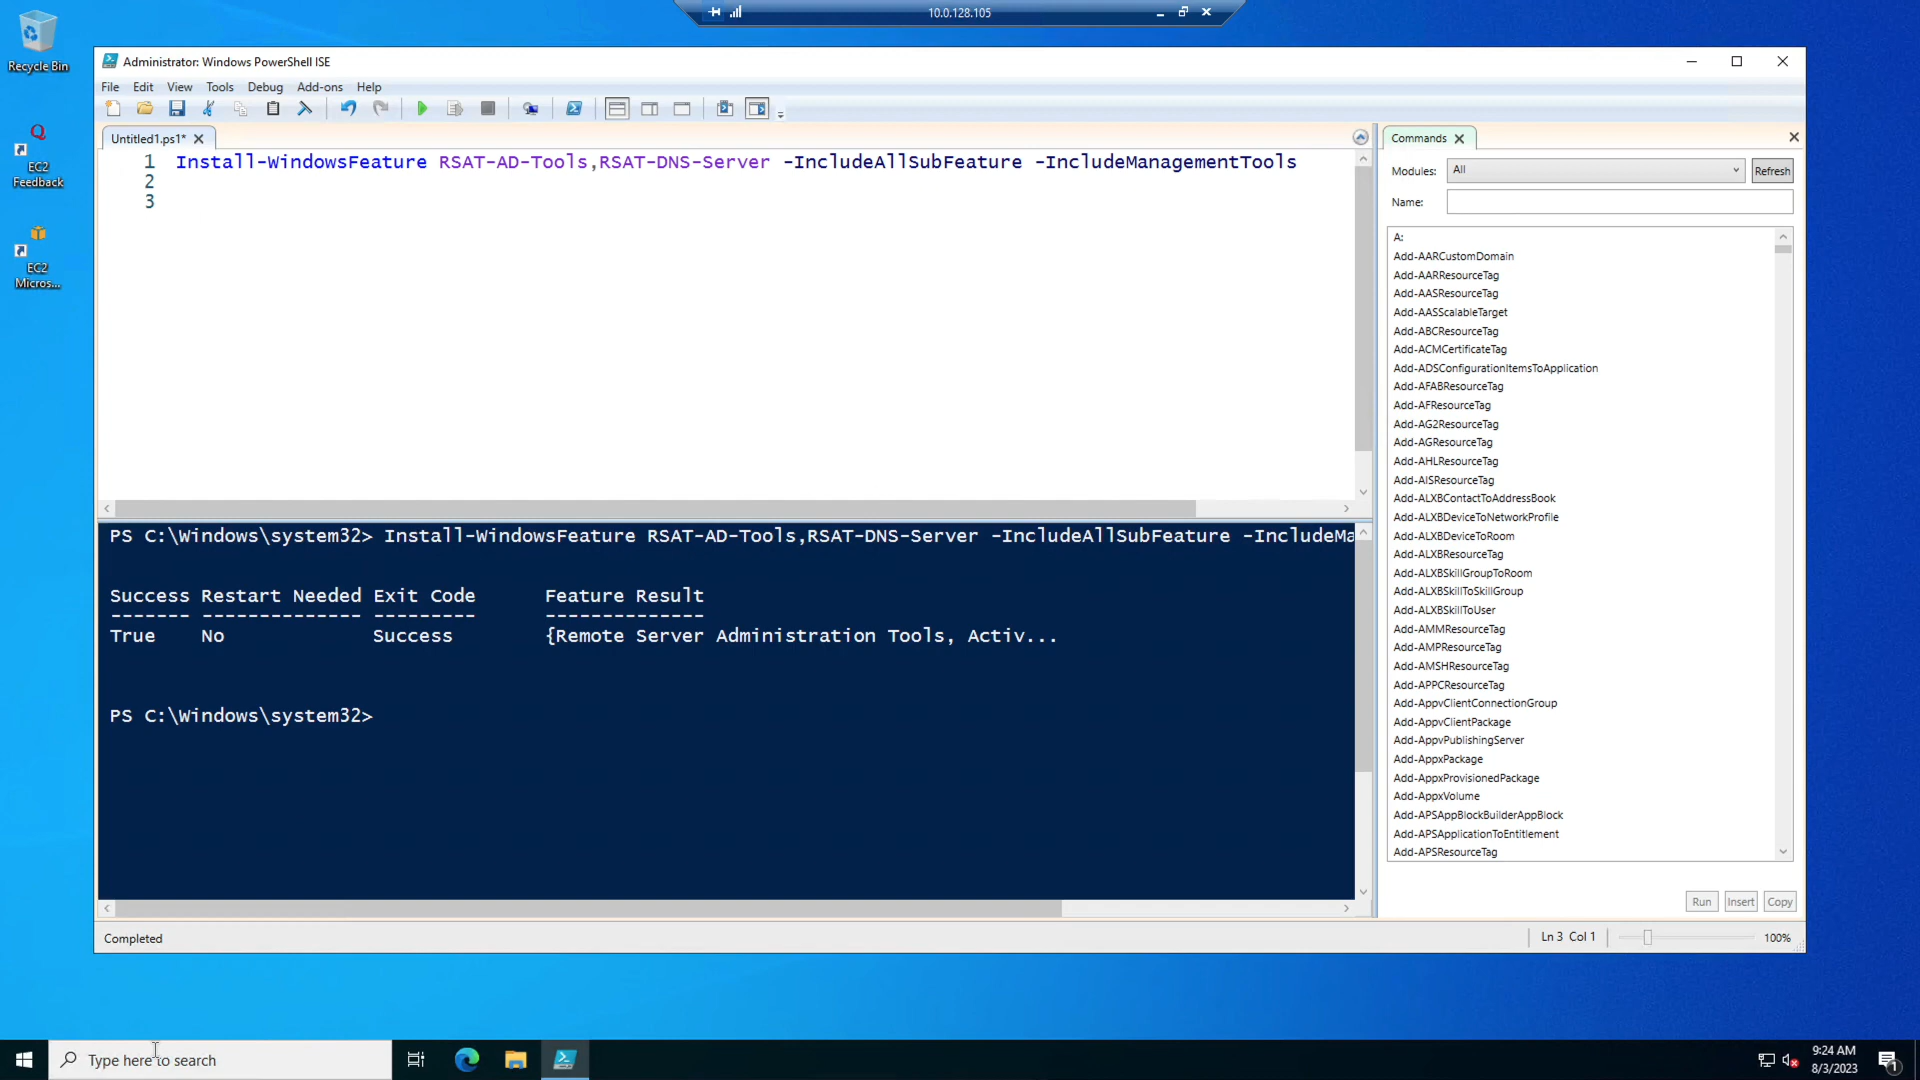 10.0.128.105
Recycle Bin
EC2
Feedback
EC2
Micros...
Administrator: Windows PowerShell ISE
File Edit View Tools Debug Add-ons Help
Untitled1.ps1*
1 Install-WindowsFeature RSAT-AD-Tools,RSAT-DNS-Server -IncludeAllSubFeature -IncludeManagementTools
2
3
PS C:\Windows\system32> Install-WindowsFeature RSAT-AD-Tools,RSAT-DNS-Server -IncludeAllSubFeature -IncludeMa
Success Restart Needed Exit Code Feature Result
------- -------------- --------- --------------
True No Success {Remote Server Administration Tools, Activ...
PS C:\Windows\system32>
Completed
Ln 3 Col 1
100%
Commands
Modules: All Refresh
Name:
A:
Add-AARCustomDomain
Add-AARResourceTag
Add-AASResourceTag
Add-AASScalableTarget
Add-ABCResourceTag
Add-ACMCertificateTag
Add-ADSConfigurationItemsToApplication
Add-AFABResourceTag
Add-AFResourceTag
Add-AG2ResourceTag
Add-AGResourceTag
Add-AHLResourceTag
Add-AISResourceTag
Add-ALXBContactToAddressBook
Add-ALXBDeviceToNetworkProfile
Add-ALXBDeviceToRoom
Add-ALXBResourceTag
Add-ALXBSkillGroupToRoom
Add-ALXBSkillToSkillGroup
Add-ALXBSkillToUser
Add-AMMResourceTag
Add-AMPResourceTag
Add-AMSHResourceTag
Add-APPCResourceTag
Add-AppvClientConnectionGroup
Add-AppvClientPackage
Add-AppvPublishingServer
Add-AppxPackage
Add-AppxProvisionedPackage
Add-AppxVolume
Add-APSAppBlockBuilderAppBlock
Add-APSApplicationToEntitlement
Add-APSResourceTag
Run Insert Copy
Type here to search
9:24 AM
8/3/2023
1